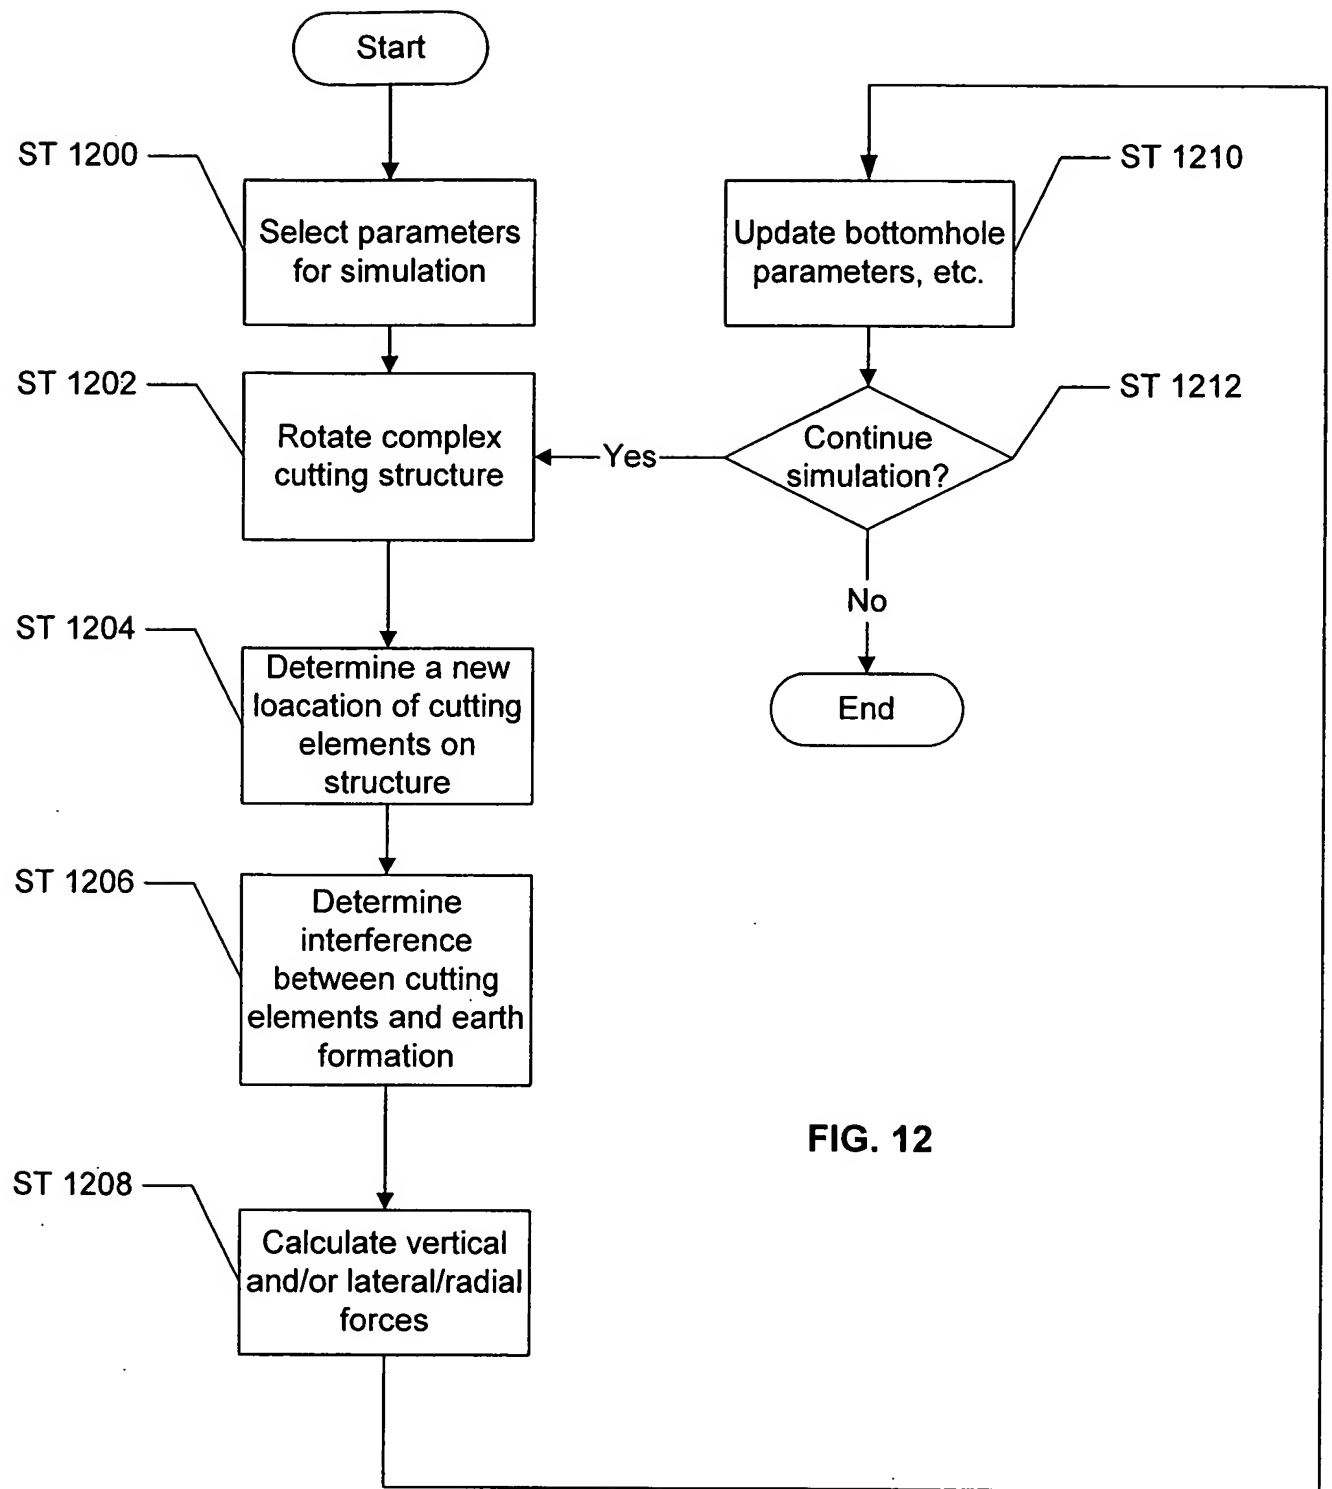 Start
ST 1200
Select parameters
for simulation
ST 1202
Rotate complex
cutting structure
ST 1204
Determine a new
loacation of cutting
elements on
structure
ST 1206
Determine
interference
between cutting
elements and earth
formation
ST 1208
Calculate vertical
and/or lateral/radial
forces
ST 1210
Update bottomhole
parameters, etc.
ST 1212
Continue
simulation?
Yes
No
End
FIG. 12